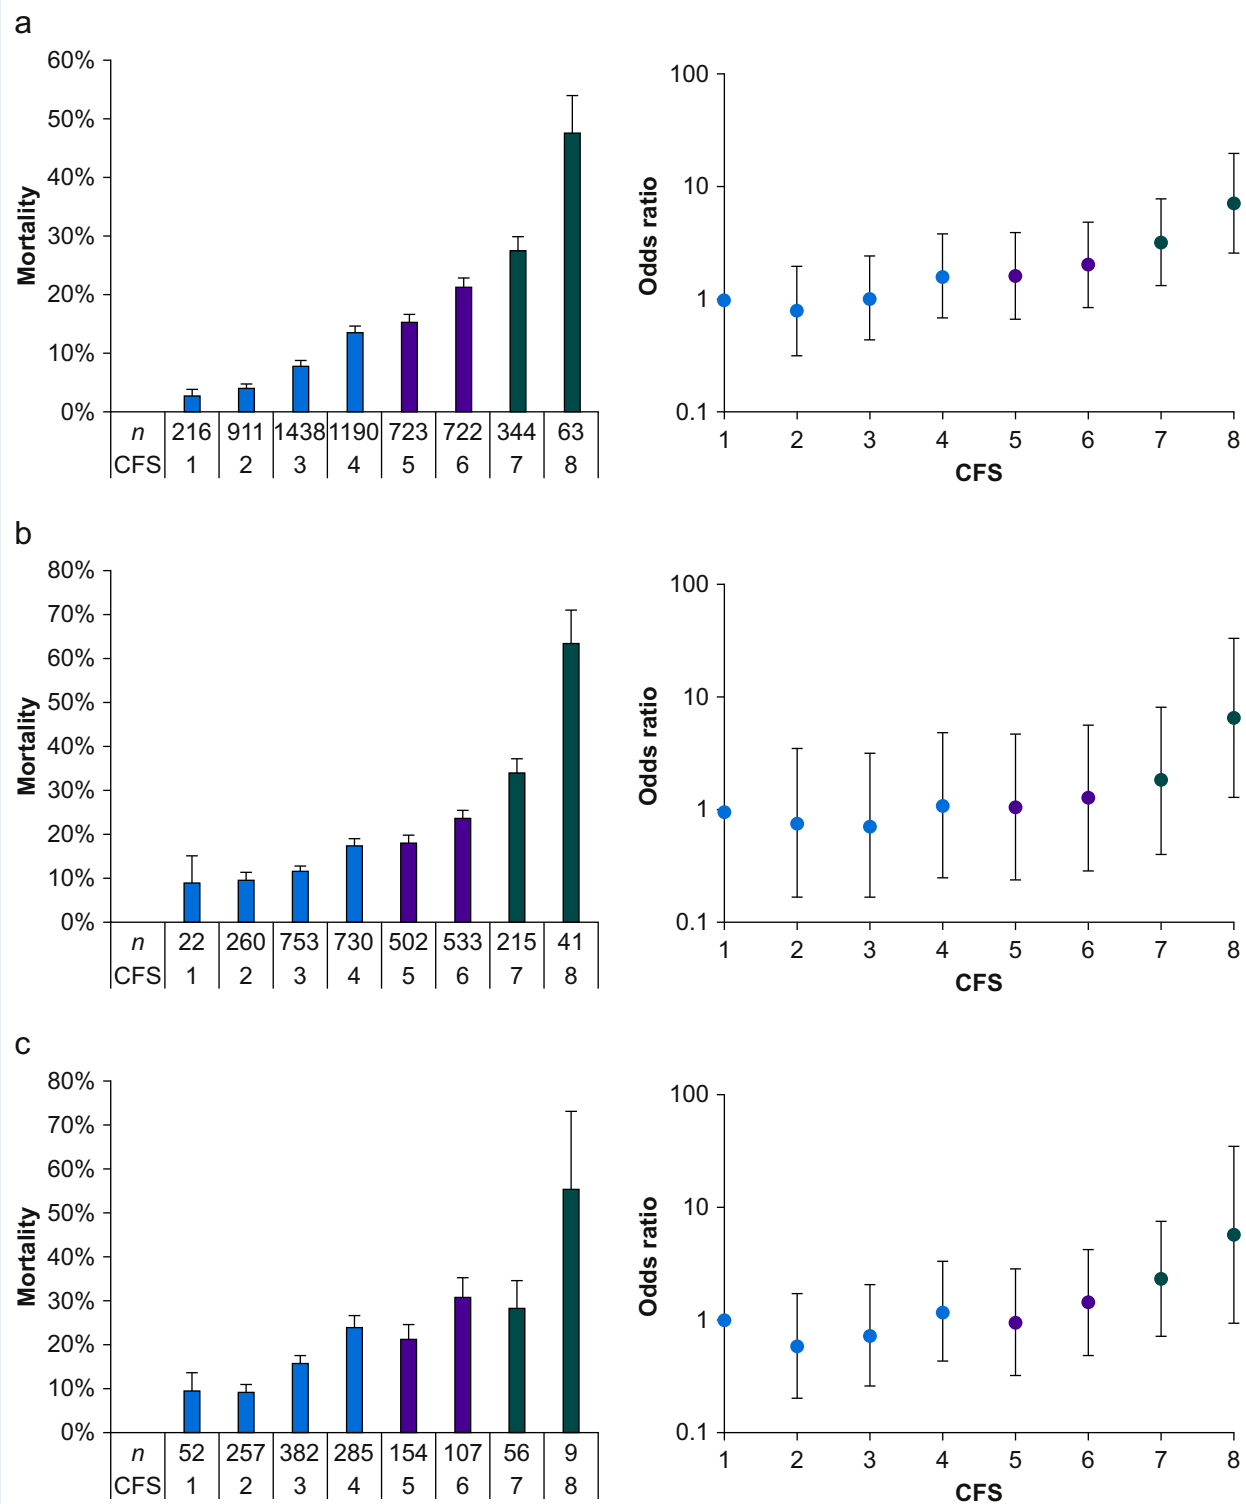 a
60%
50%
40%
30%
20%
10%
0%
Mortality
n 216 911 1438 1190 723 722 344 63
CFS 1 2 3 4 5 6 7 8
100
10
1
0.1
Odds ratio
1 2 3 4 5 6 7 8
CFS
b
80%
70%
60%
50%
40%
30%
20%
10%
0%
Mortality
n 22 260 753 730 502 533 215 41
CFS 1 2 3 4 5 6 7 8
100
10
1
0.1
Odds ratio
1 2 3 4 5 6 7 8
CFS
c
80%
70%
60%
50%
40%
30%
20%
10%
0%
Mortality
n 52 257 382 285 154 107 56 9
CFS 1 2 3 4 5 6 7 8
100
10
1
0.1
Odds ratio
1 2 3 4 5 6 7 8
CFS